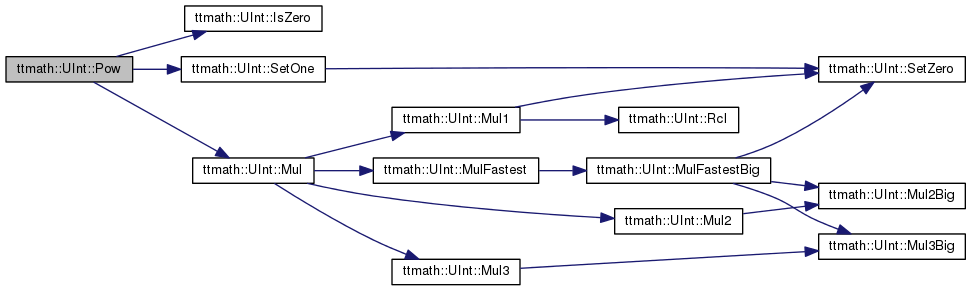 ttmath::UInt::IsZero
ttmath::UInt::Pow
ttmath::UInt::SetOne
ttmath::UInt::SetZero
ttmath::UInt::Mul1
ttmath::UInt::Rcl
ttmath::UInt::Mul
ttmath::UInt::MulFastest
ttmath::UInt::MulFastestBig
ttmath::UInt::Mul2Big
ttmath::UInt::Mul2
ttmath::UInt::Mul3Big
ttmath::UInt::Mul3